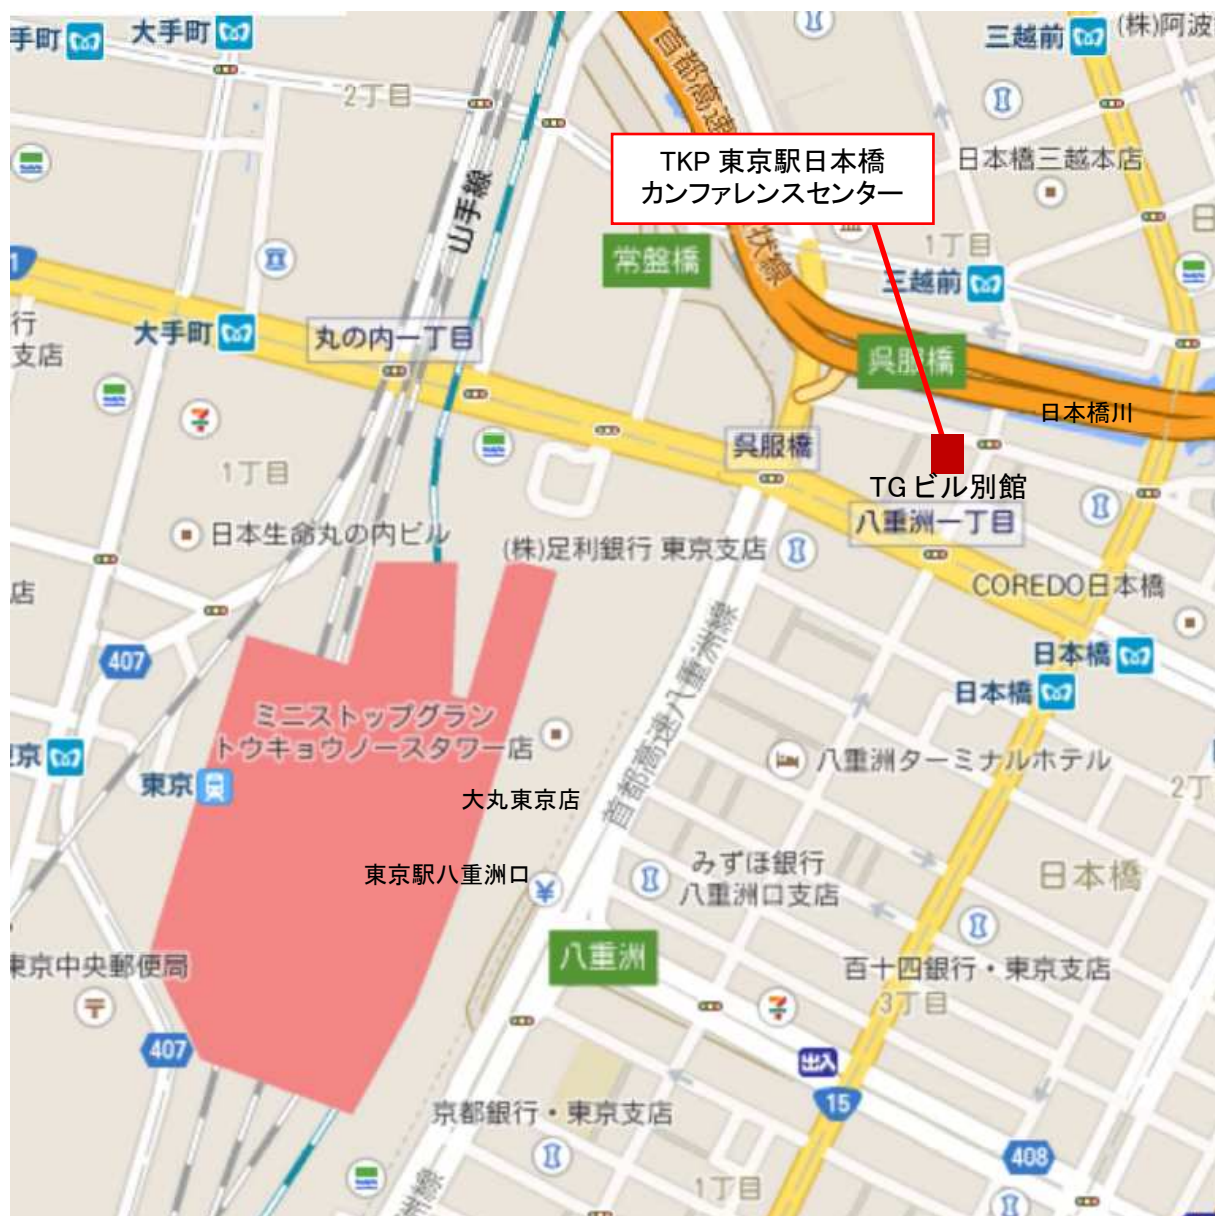 手町
大手町
三越前
(株)阿波
2丁目
首都高速
TKP 東京駅日本橋
カンファレンスセンター
日本橋三越本店
山手線
日
常盤橋
状線
1丁目
三越前
1
行
支店
大手町
丸の内一丁目
呉服橋
日本橋川
呉服橋
1丁目
TGビル別館
八重洲一丁目
日本生命丸の内ビル
(株)足利銀行 東京支店
店
COREDO日本橋
407
日本橋
日本橋
ミニストップグラン
トウキョウノースタワー店
首都高速八重洲線
京
東京
大丸東京店
八重洲ターミナルホテル
2丁
東京駅八重洲口
みずほ銀行
八重洲口支店
日本橋
八重洲
東京中央郵便局
百十四銀行・東京支店
3丁目
407
出入
15
京都銀行・東京支店
408
1丁目